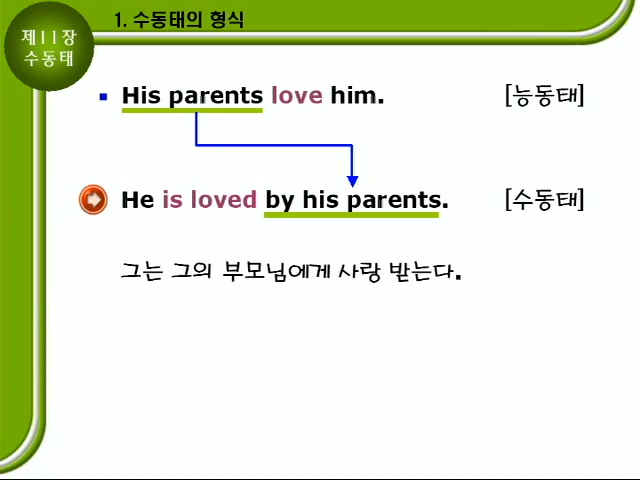 1. 수동태의 형식
제11장
수동태
His parents love him. [능동태]
He is loved by his parents. [수동태]
그는 그의 부모님에게 사랑 받는다.